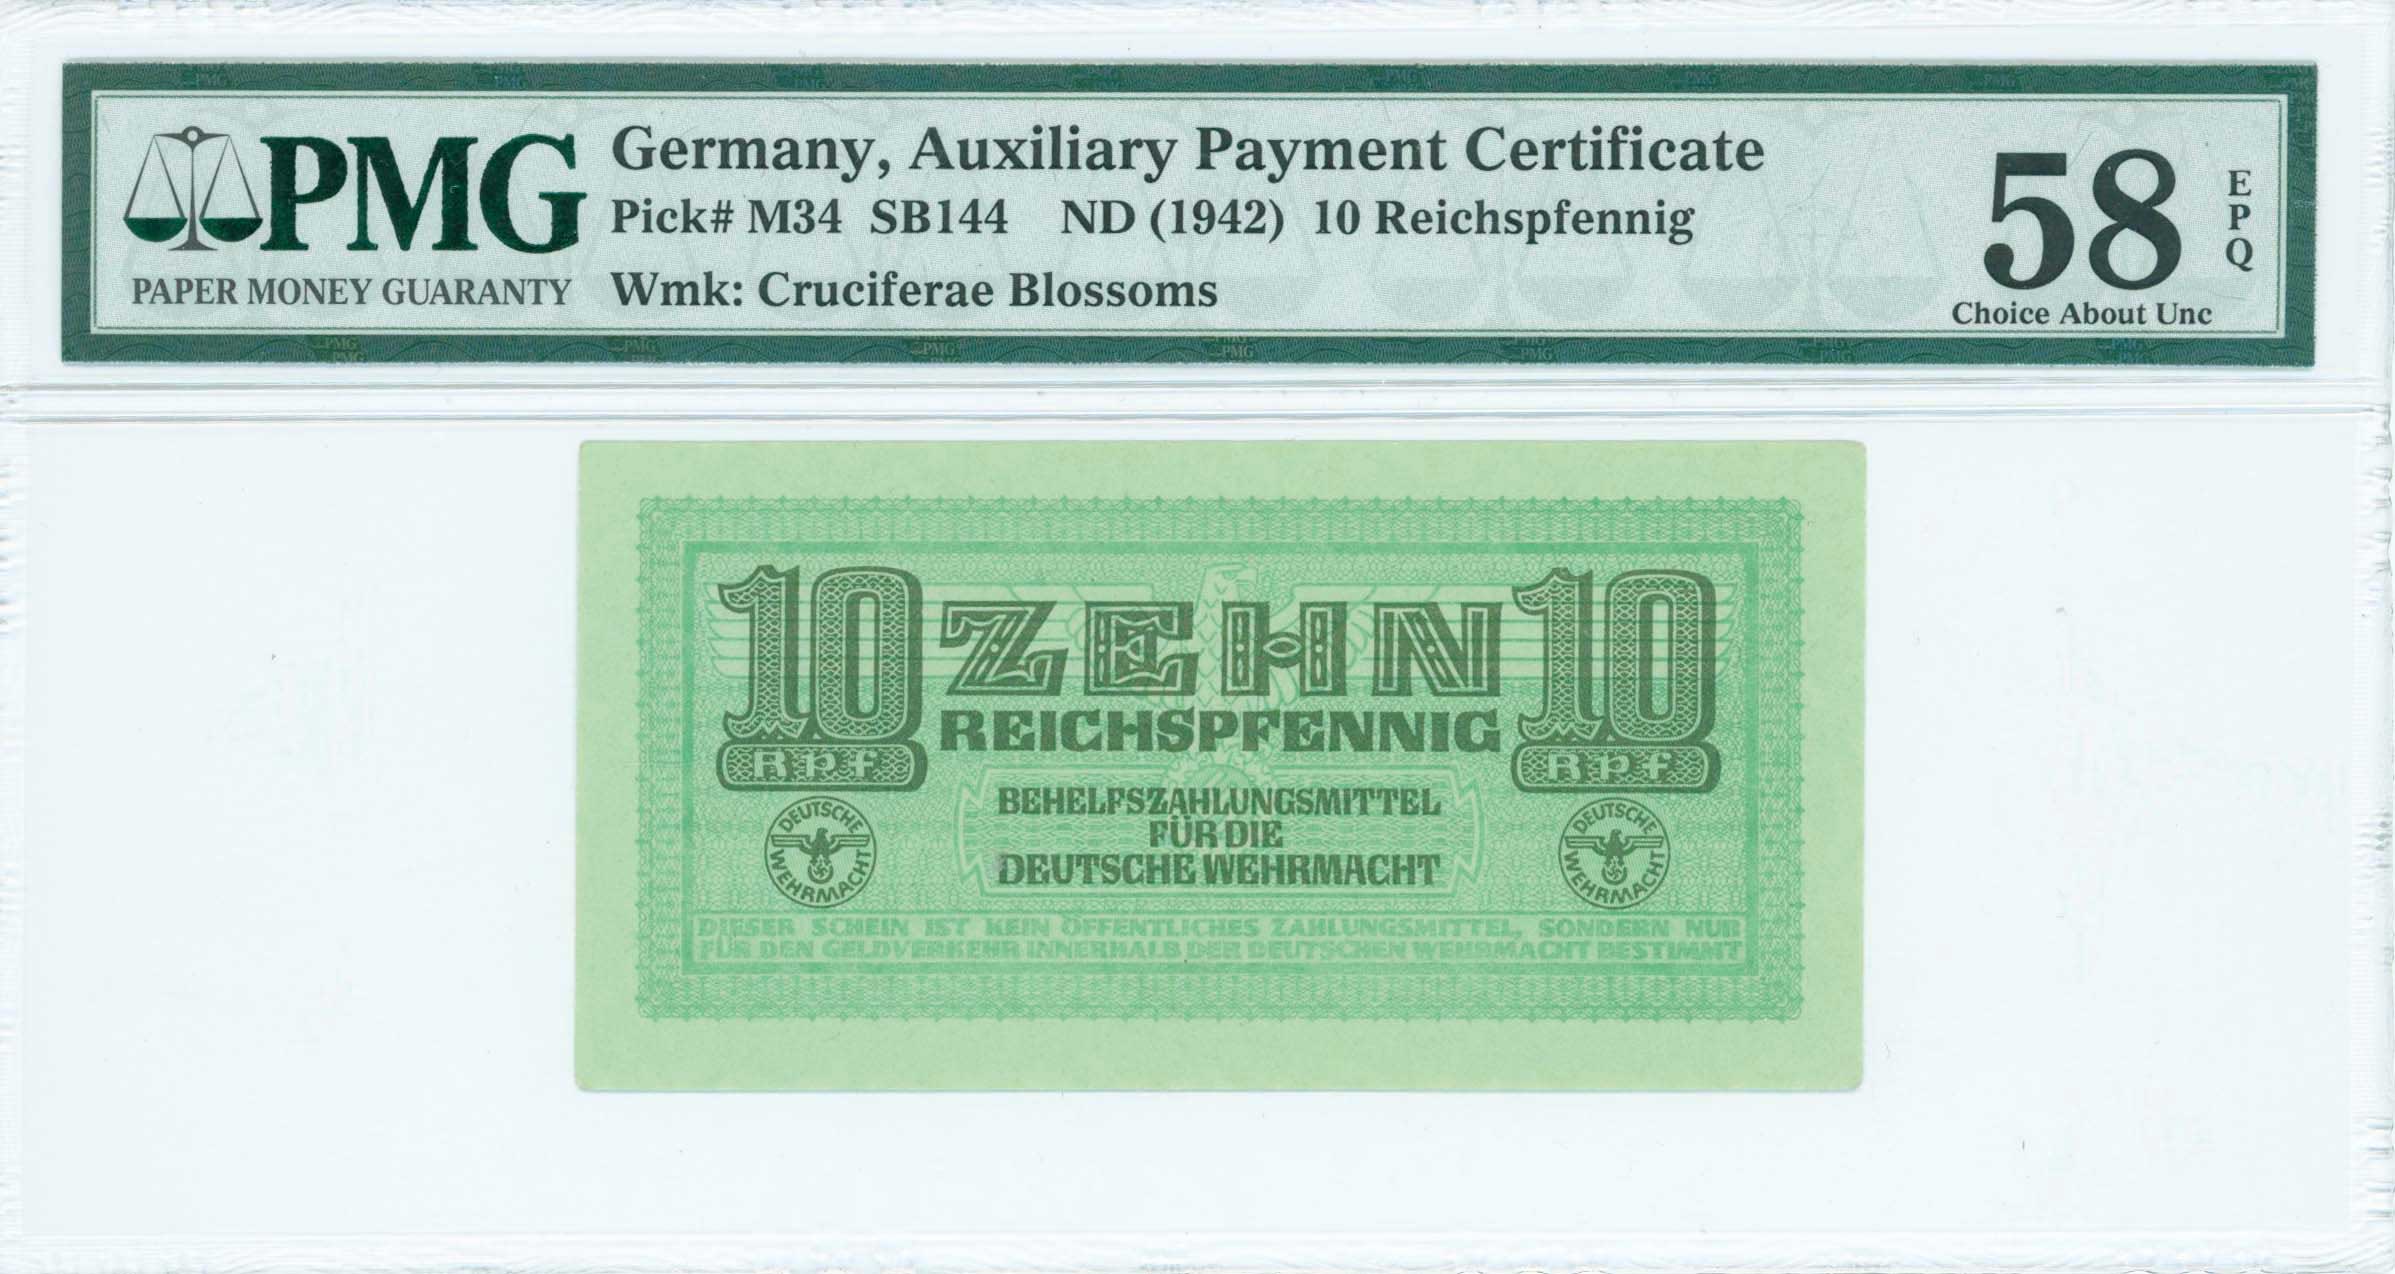 PMG
PAPER MONEY GUARANTY
Germany, Auxiliary Payment Certificate
Pick# M34 SB144 ND (1942) 10 Reichspfennig
Wmk: Cruciferae Blossoms
58
EPQ
Choice About Unc
10 ZEHN 10
REICHSPFENNIG
Rpf Rpf
BEHELFSZAHLUNGSMITTEL
FÜR DIE
DEUTSCHE WEHRMACHT
DEUTSCHE WEHRMACHT
DEUTSCHE WEHRMACHT
DIESER SCHEIN IST KEIN ÖFFENTLICHES ZAHLUNGSMITTEL, SONDERN NUR
FÜR DEN GELDVERKEHR INNERHALB DER DEUTSCHEN WEHRMACHT BESTIMMT